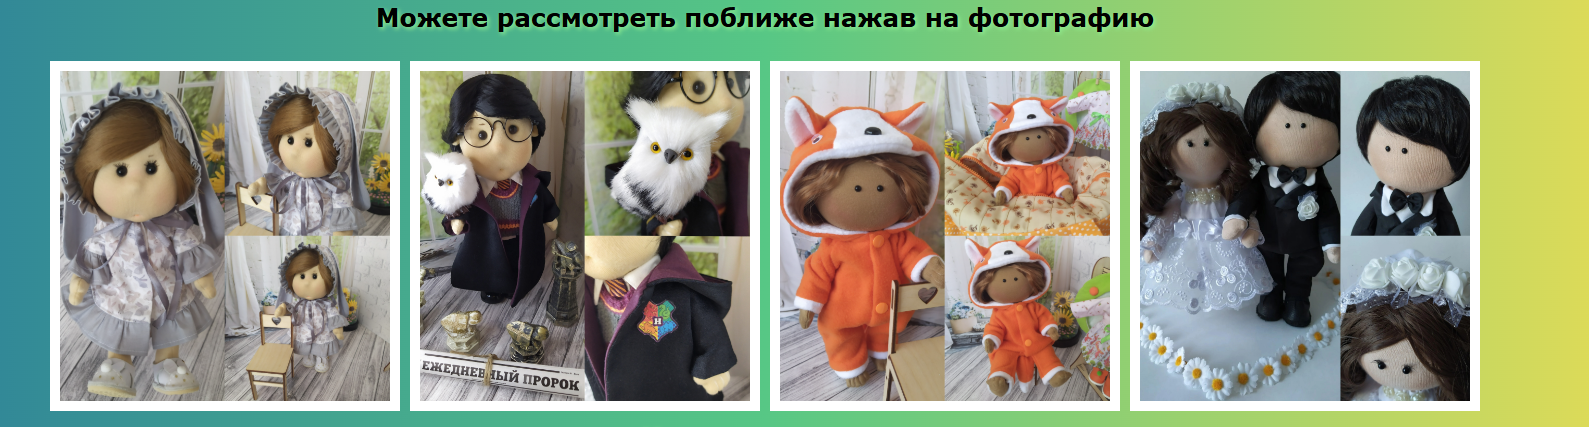 Можете рассмотреть поближе нажав на фотографию
ЕЖЕДНЕВНЫЙ ПРОРОК
H